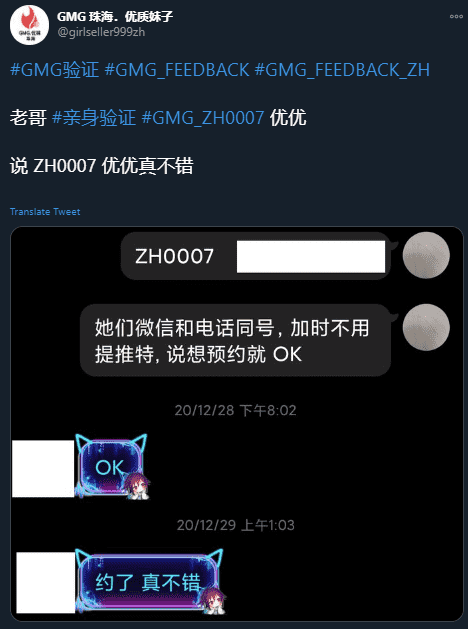 GMG 珠海．优质妹子
@girlseller999zh
#GMG验证 #GMG_FEEDBACK #GMG_FEEDBACK_ZH
老哥 #亲身验证 #GMG_ZH0007 优优
说 ZH0007 优优真不错
Translate Tweet
ZH0007
她们微信和电话同号, 加时不用
提推特, 说想预约就 OK
20/12/28 下午8:02
OK
20/12/29 上午1:03
约了 真不错